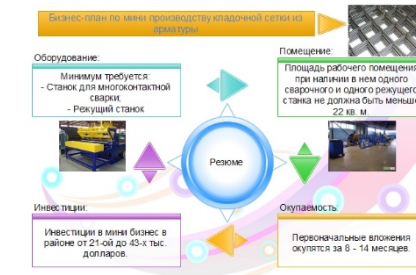 Бизнес-план по мини производству кладочной сетки из
арматуры
Оборудование:
Минимум требуется:
- Станок для многоконтактной
сварки;
- Режущий станок
Помещение:
Площадь рабочего помещения
при наличии в нем одного
сварочного и одного режущего
станка не должна быть меньше
22 кв. м.
Резюме
Инвестиции:
Инвестиции в мини бизнес в
районе от 21-ой до 43-х тыс.
долларов.
Окупаемость:
Первоначальные вложения
окупятся за 8 - 14 месяцев.